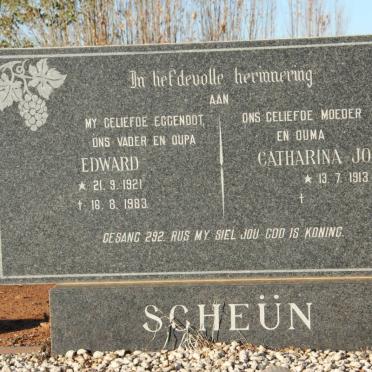 In liefdevolle herinnering
AAN
MY GELIEFDE EGGENOOT,
ONS VADER EN OUPA
EDWARD
* 21. 9. 1921
† 18. 8. 1983
ONS GELIEFDE MOEDER
EN OUMA
CATHARINA JO
* 13. 7. 1913
†
GESANG 292. RUS MY SIEL JOU GOD IS KONING.
SCHEÜN